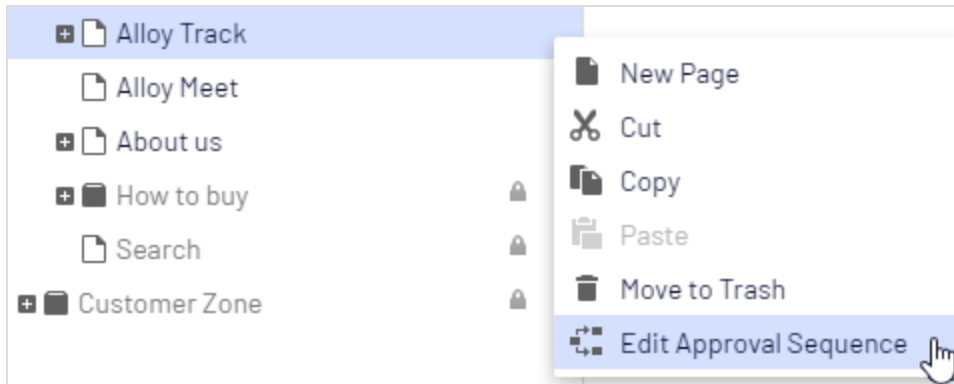 Alloy Track
Alloy Meet
About us
How to buy
Search
Customer Zone
New Page
Cut
Copy
Paste
Move to Trash
Edit Approval Sequence